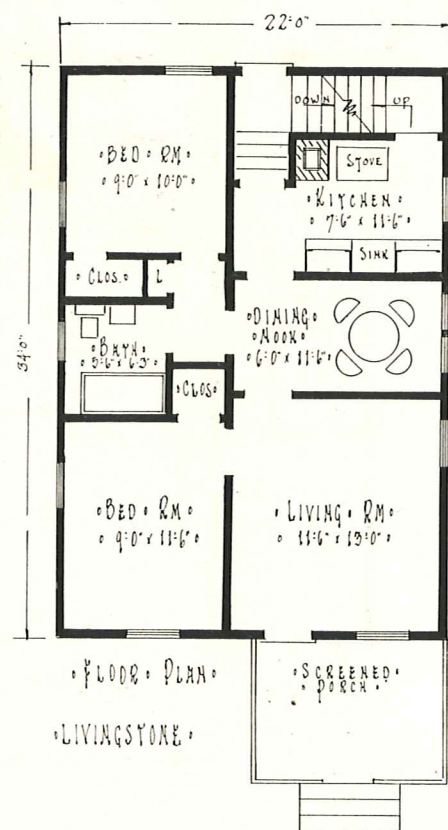 22'-0"
34'-0"
DOWN
UP
BED RM
9'-0" x 10'-0"
STOVE
KITCHEN
7'-6" x 11'-6"
SINK
CLOS.
L
DINING
NOOK
6'-0" x 11'-6"
BATH
5'-6" x 6'-3"
CLOS
BED RM
9'-0" x 11'-6"
LIVING RM
11'-6" x 13'-0"
FLOOR PLAN
LIVINGSTONE
SCREENED
PORCH